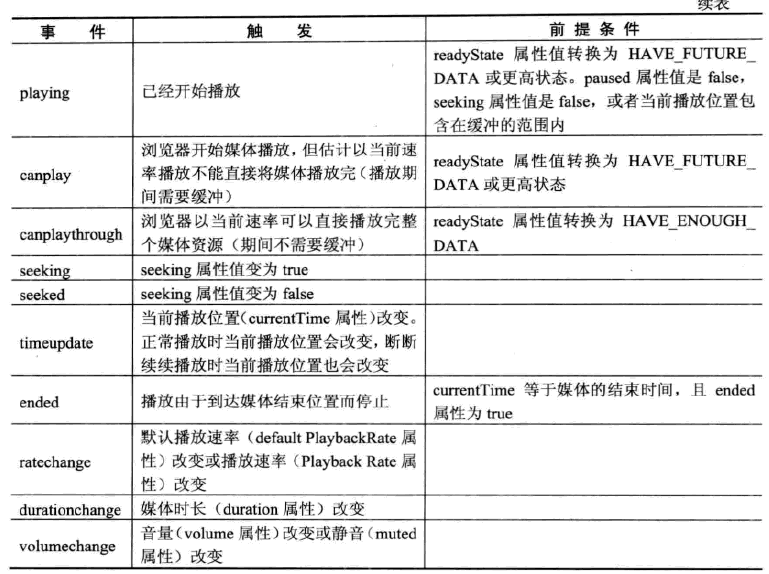 续表
事 件 触 发 前提条件
playing
已经开始播放
readyState 属性值转换为 HAVE_FUTURE_
DATA 或更高状态。paused 属性值是 false，
seeking 属性值是 false，或者当前播放位置包
含在缓冲的范围内
canplay
浏览器开始媒体播放，但估计以当前速
率播放不能直接将媒体播放完（播放期
间需要缓冲）
readyState 属性值转换为 HAVE_FUTURE_
DATA 或更高状态
canplaythrough
浏览器以当前速率可以直接播放完整
个媒体资源（期间不需要缓冲）
readyState 属性值转换为 HAVE_ENOUGH_
DATA
seeking
seeking 属性值变为 true
seeked
seeking 属性值变为 false
timeupdate
当前播放位置（currentTime 属性）改变。
正常播放时当前播放位置会改变，断断
续续播放时当前播放位置也会改变
ended
播放由于到达媒体结束位置而停止
currentTime 等于媒体的结束时间，且 ended
属性为 true
ratechange
默认播放速率（default PlaybackRate 属
性）改变或播放速率（Playback Rate 属
性）改变
durationchange
媒体时长（duration 属性）改变
volumechange
音量（volume 属性）改变或静音（muted
属性）改变